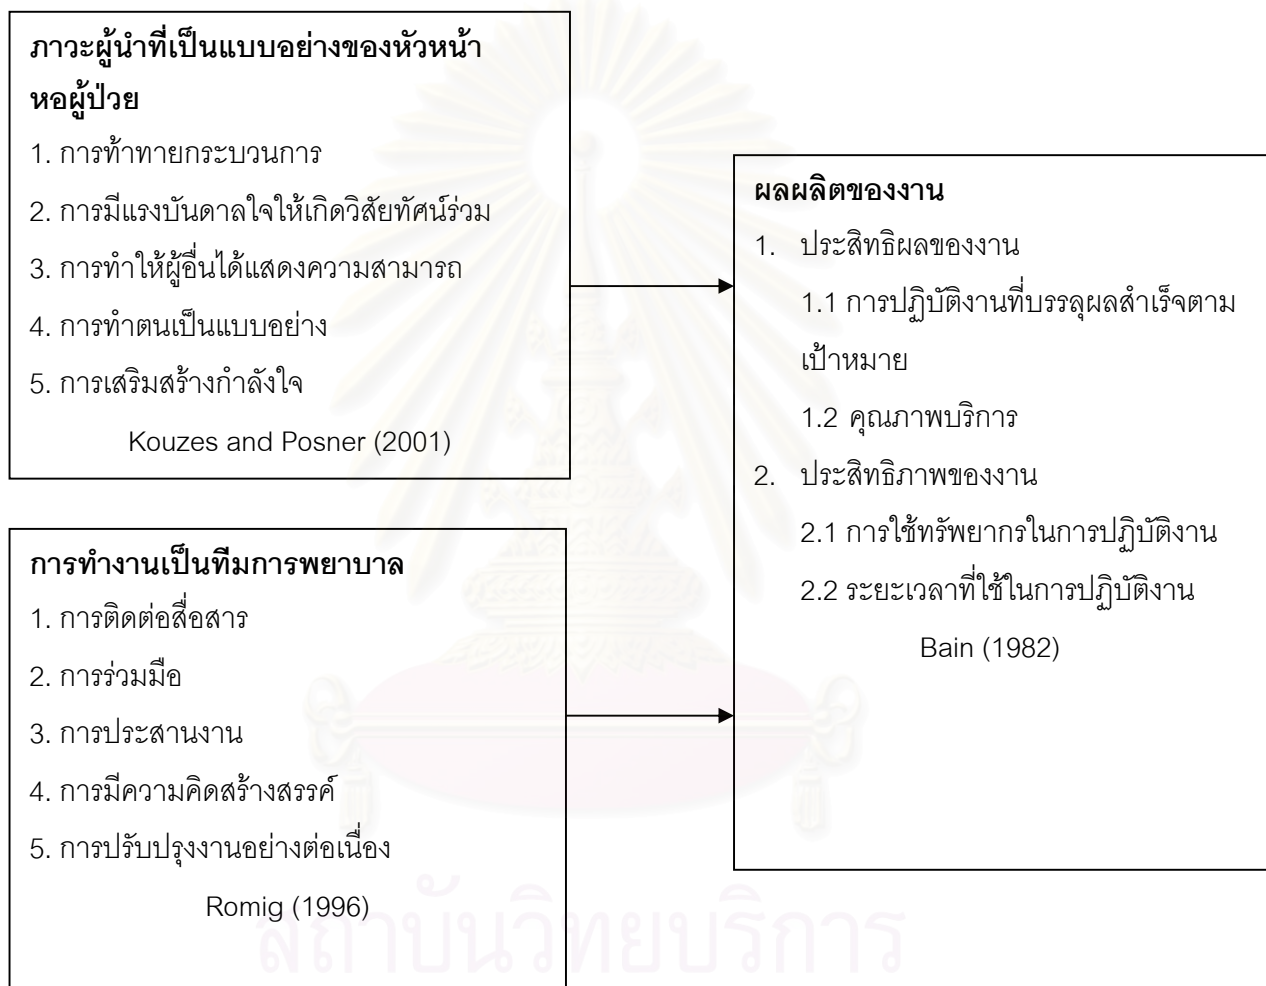 ภาวะผู้นำที่เป็นแบบอย่างของหัวหน้า
หอผู้ป่วย
1. การท้าทายกระบวนการ
2. การมีแรงบันดาลใจให้เกิดวิสัยทัศน์ร่วม
3. การทำให้ผู้อื่นได้แสดงความสามารถ
4. การทำตนเป็นแบบอย่าง
5. การเสริมสร้างกำลังใจ
Kouzes and Posner (2001)
การทำงานเป็นทีมการพยาบาล
1. การติดต่อสื่อสาร
2. การร่วมมือ
3. การประสานงาน
4. การมีความคิดสร้างสรรค์
5. การปรับปรุงงานอย่างต่อเนื่อง
Romig (1996)
ผลผลิตของงาน
1. ประสิทธิผลของงาน
1.1 การปฏิบัติงานที่บรรลุผลสำเร็จตาม
เป้าหมาย
1.2 คุณภาพบริการ
2. ประสิทธิภาพของงาน
2.1 การใช้ทรัพยากรในการปฏิบัติงาน
2.2 ระยะเวลาที่ใช้ในการปฏิบัติงาน
Bain (1982)
สถาบันวิทยบริการ